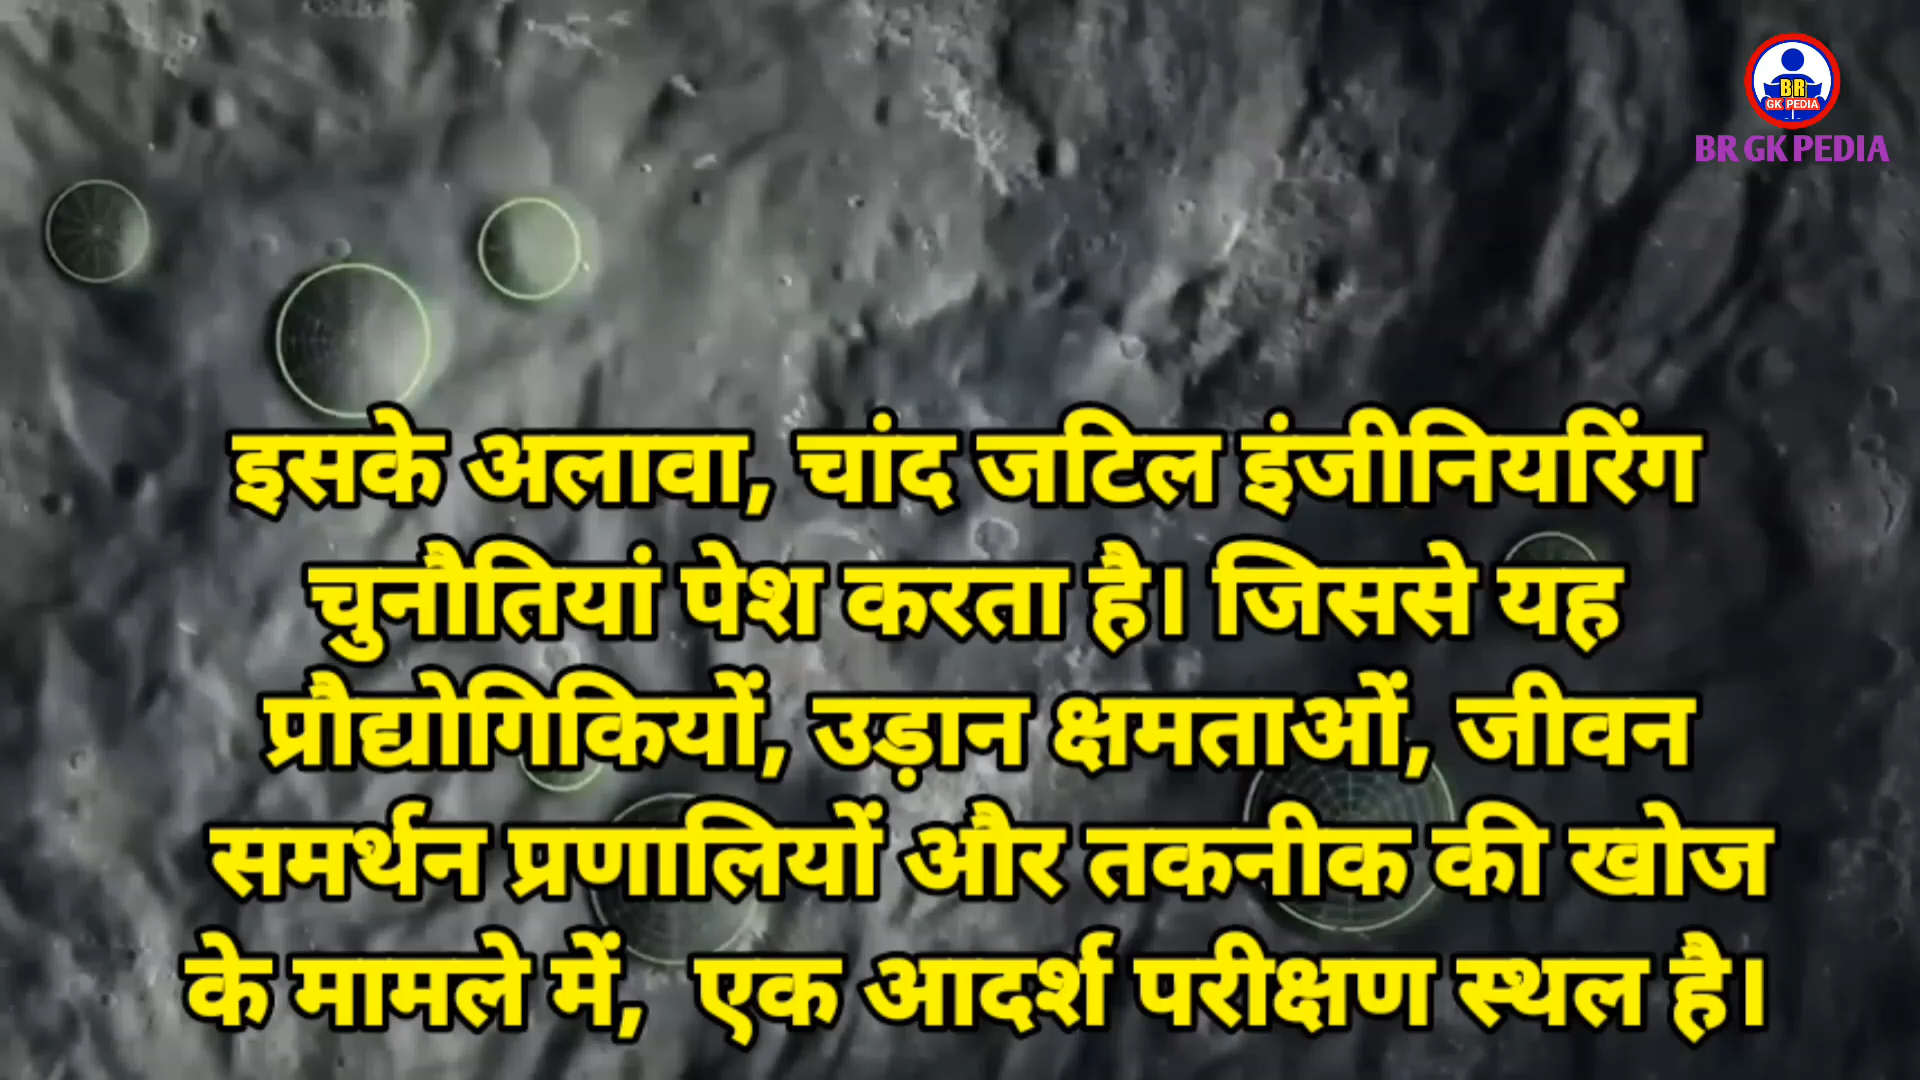 BR
GK PEDIA
BR GK PEDIA
इसके अलावा, चांद जटिल इंजीनियरिंग
चुनौतियां पेश करता है। जिससे यह
प्रौद्योगिकियों, उड़ान क्षमताओं, जीवन
समर्थन प्रणालियों और तकनीक की खोज
के मामले में, एक आदर्श परीक्षण स्थल है।